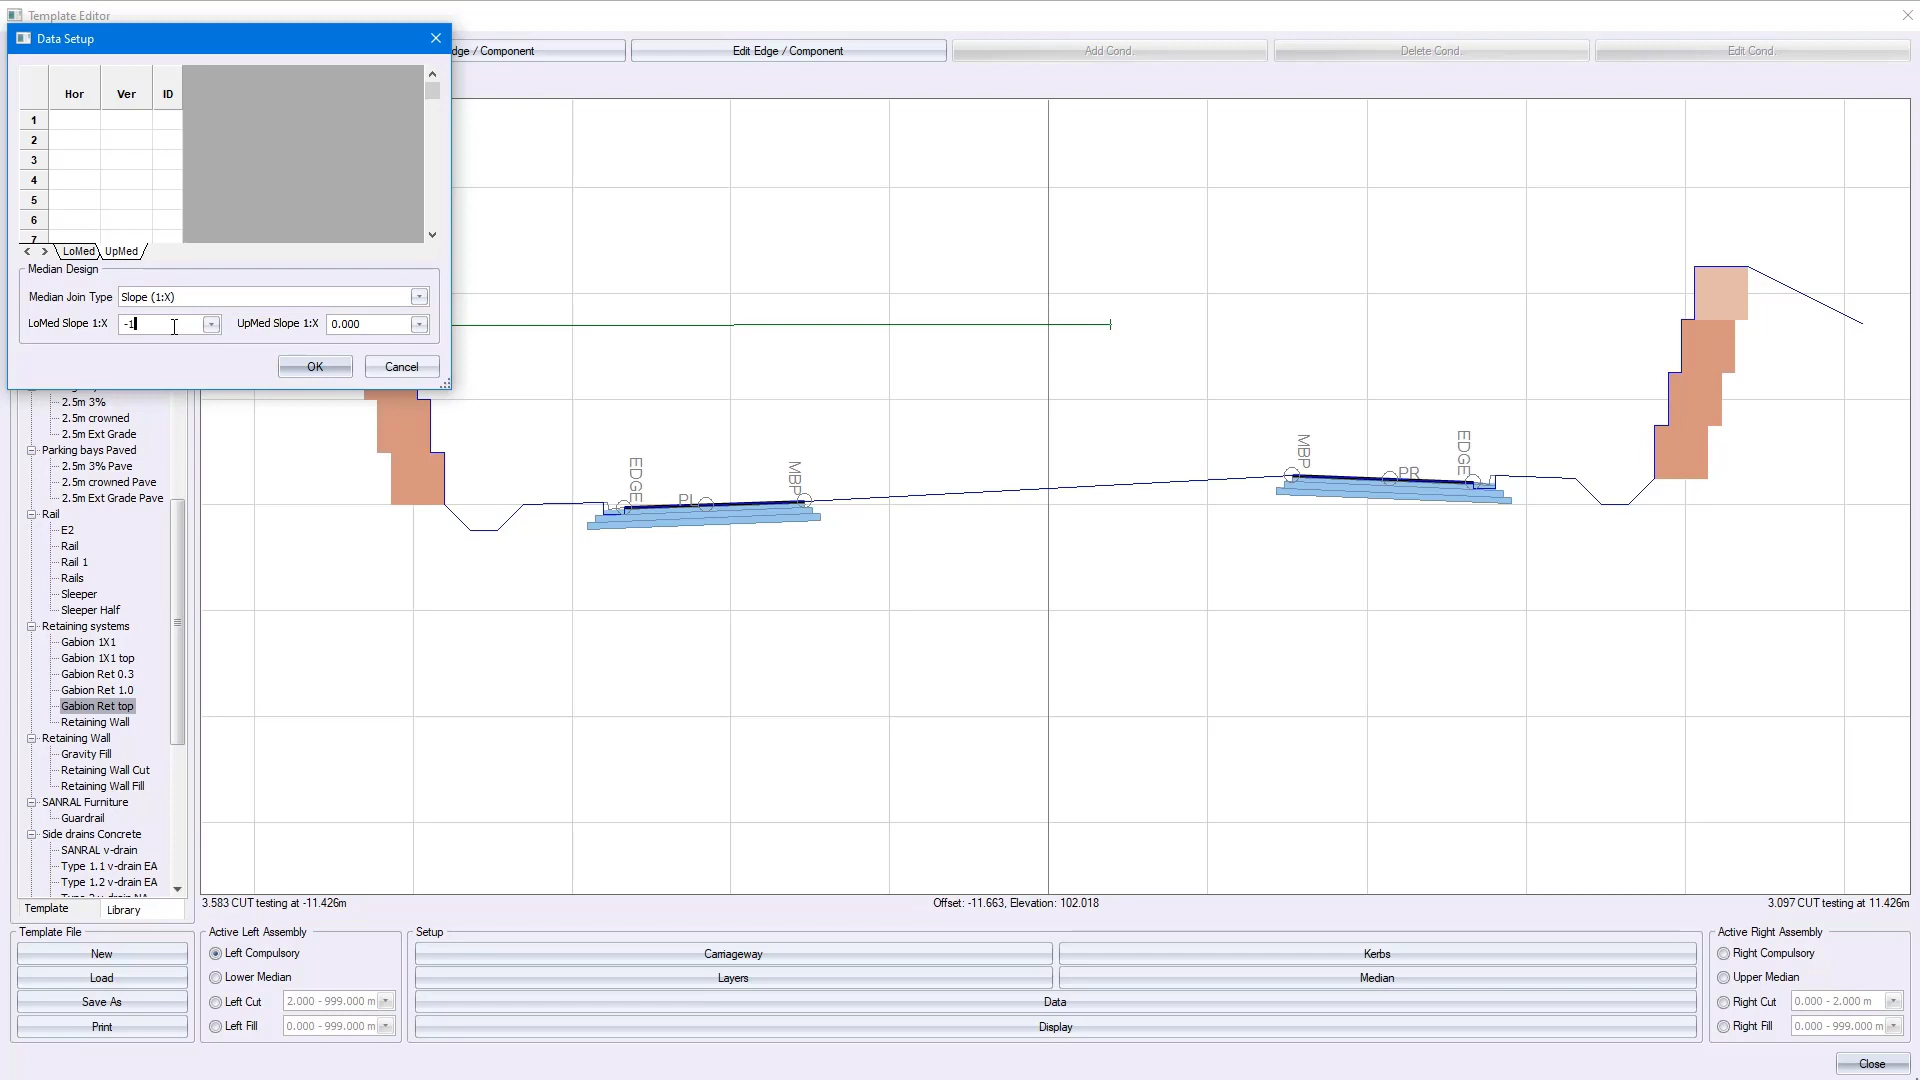 Template Editor
Data Setup
dge / Component
Edit Edge / Component
Add Cond.
Delete Cond.
Edit Cond.
Hor Ver ID
1
2
3
4
5
6
7
LoMed UpMed
Median Design
Median Join Type Slope (1:X)
LoMed Slope 1:X -1 UpMed Slope 1:X 0.000
OK Cancel
2.5m 3%
2.5m crowned
2.5m Ext Grade
Parking bays Paved
2.5m 3% Pave
2.5m crowned Pave
2.5m Ext Grade Pave
Rail
E2
Rail
Rail 1
Rails
Sleeper
Sleeper Half
Retaining systems
Gabion 1X1
Gabion 1X1 top
Gabion Ret 0.3
Gabion Ret 1.0
Gabion Ret top
Retaining Wall
Retaining Wall
Gravity Fill
Retaining Wall Cut
Retaining Wall Fill
SANRAL Furniture
Guardrail
Side drains Concrete
SANRAL v-drain
Type 1.1 v-drain EA
Type 1.2 v-drain EA
Template Library
EDGE
PL
MBP
MBP
PR
EDGE
3.583 CUT testing at -11.426m
Offset: -11.663, Elevation: 102.018
3.097 CUT testing at 11.426m
Template File
New
Load
Save As
Print
Active Left Assembly
Left Compulsory
Lower Median
Left Cut 2.000 - 999.000 m
Left Fill 0.000 - 999.000 m
Setup
Carriageway
Kerbs
Layers
Median
Data
Display
Active Right Assembly
Right Compulsory
Upper Median
Right Cut 0.000 - 2.000 m
Right Fill 0.000 - 999.000 m
Close